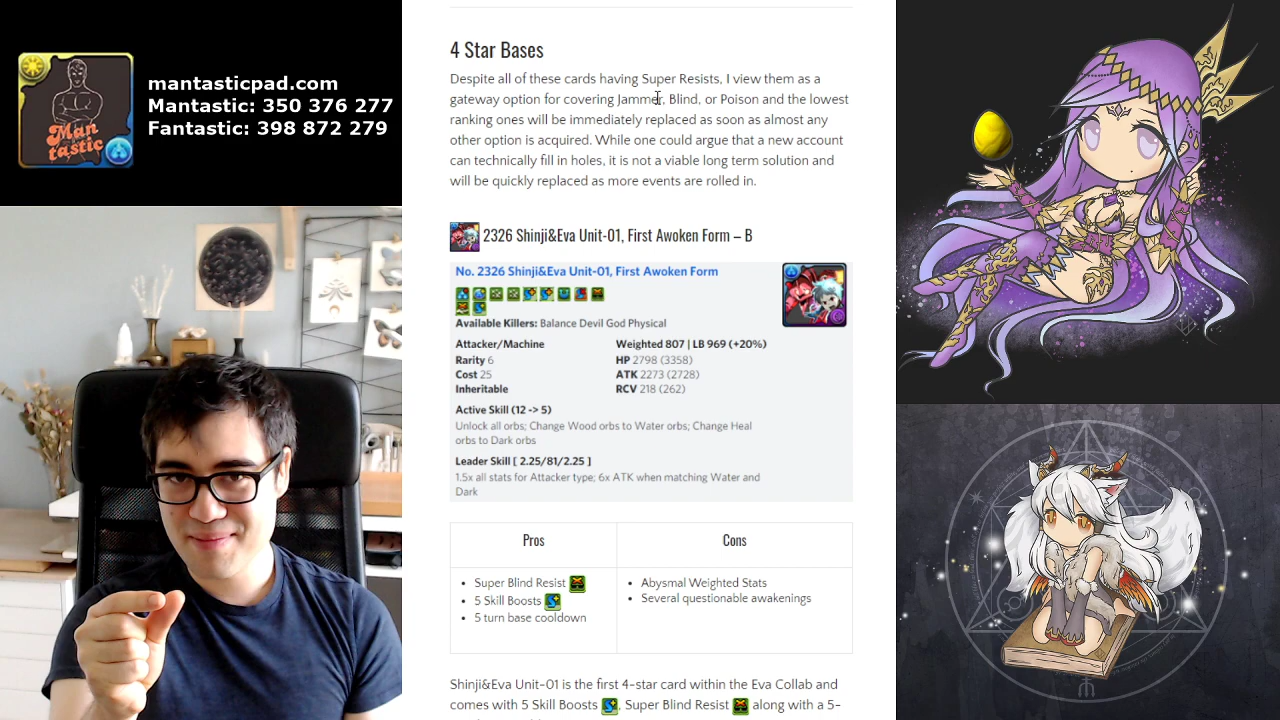 Man
tastic
mantasticpad.com
Mantastic: 350 376 277
Fantastic: 398 872 279
4 Star Bases
Despite all of these cards having Super Resists, I view them as a
gateway option for covering Jammer, Blind, or Poison and the lowest
ranking ones will be immediately replaced as soon as almost any
other option is acquired. While one could argue that a new account
can technically fill in holes, it is not a viable long term solution and
will be quickly replaced as more events are rolled in.
2326 Shinji&Eva Unit-01, First Awoken Form – B
No. 2326 Shinji&Eva Unit-01, First Awoken Form
Available Killers: Balance Devil God Physical
Attacker/Machine
Rarity 6
Cost 25
Inheritable
Weighted 807 | LB 969 (+20%)
HP 2798 (3358)
ATK 2273 (2728)
RCV 218 (262)
Active Skill (12 -> 5)
Unlock all orbs; Change Wood orbs to Water orbs; Change Heal
orbs to Dark orbs
Leader Skill [ 2.25/81/2.25 ]
1.5x all stats for Attacker type; 6x ATK when matching Water and
Dark
Pros
Cons
• Super Blind Resist
• 5 Skill Boosts
• 5 turn base cooldown
• Abysmal Weighted Stats
• Several questionable awakenings
Shinji&Eva Unit-01 is the first 4-star card within the Eva Collab and
comes with 5 Skill Boosts , Super Blind Resist along with a 5-